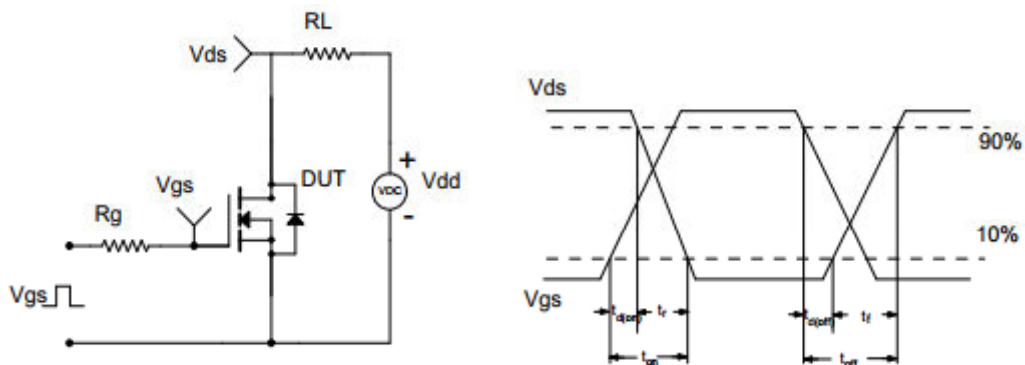 RL
Vds
Vgs
DUT
Rg
+
VDC
Vdd
-
Vgs
Vds
90%
10%
Vgs
td(on)
tr
td(off)
tf
ton
toff